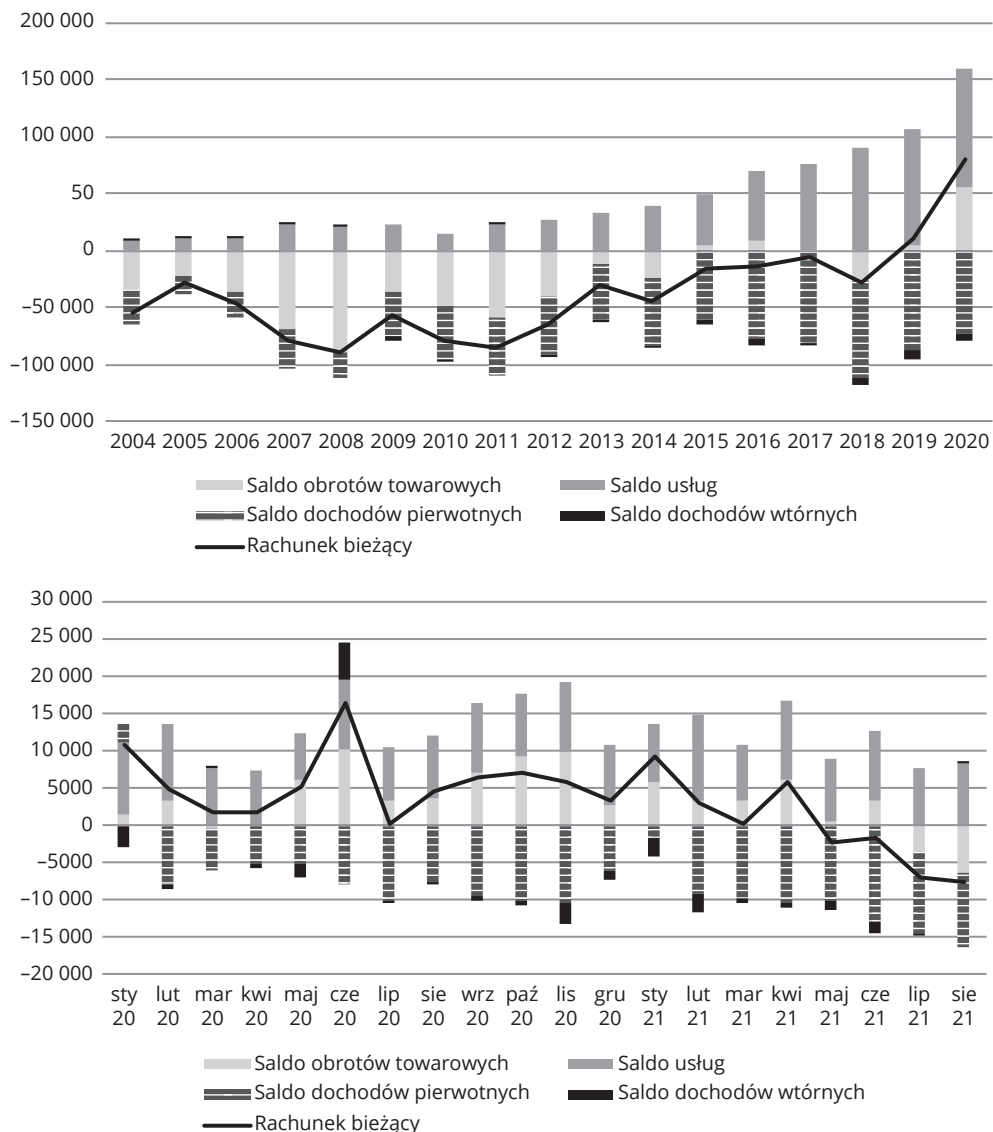 200 000
150 000
100 000
50
0
–50 000
–100 000
–150 000
2004 2005 2006 2007 2008 2009 2010 2011 2012 2013 2014 2015 2016 2017 2018 2019 2020
Saldo obrotów towarowych Saldo usług
Saldo dochodów pierwotnych Saldo dochodów wtórnych
Rachunek bieżący
30 000
25 000
20 000
15 000
10 000
5000
0
–5000
–10 000
–15 000
–20 000
sty lut mar kwi maj cze lip sie wrz paź lis gru sty lut mar kwi maj cze lip sie
20 20 20 20 20 20 20 20 20 20 20 20 21 21 21 21 21 21 21 21
Saldo obrotów towarowych Saldo usług
Saldo dochodów pierwotnych Saldo dochodów wtórnych
Rachunek bieżący